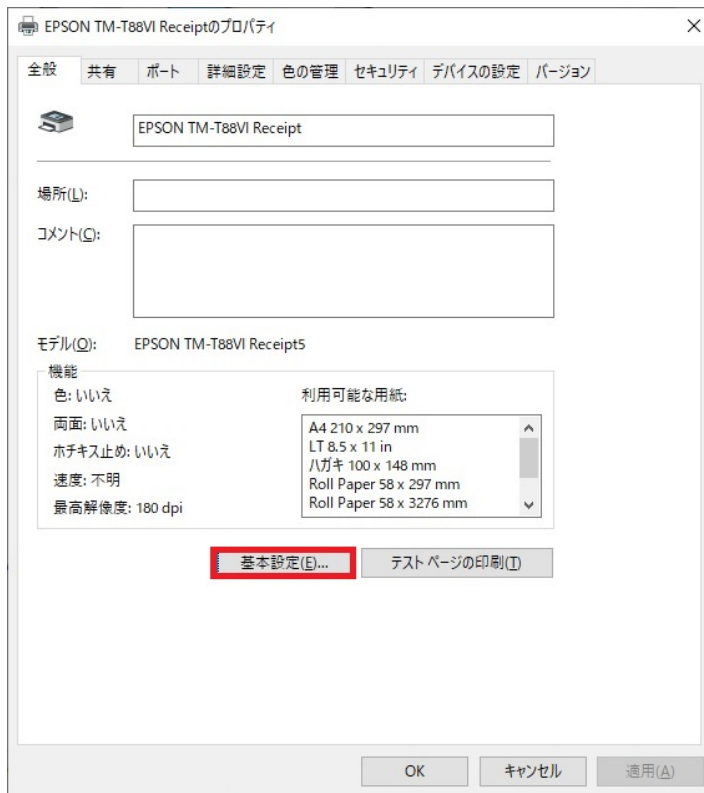 EPSON TM-T88VI Receiptのプロパティ
全般 共有 ポート 詳細設定 色の管理 セキュリティ デバイスの設定 バージョン
EPSON TM-T88VI Receipt
場所(L):
コメント(C):
モデル(O): EPSON TM-T88VI Receipt5
機能
色: いいえ
両面: いいえ
ホチキス止め: いいえ
速度: 不明
最高解像度: 180 dpi
利用可能な用紙:
A4 210 x 297 mm
LT 8.5 x 11 in
ハガキ 100 x 148 mm
Roll Paper 58 x 297 mm
Roll Paper 58 x 3276 mm
基本設定(E)... テスト ページの印刷(T)
OK キャンセル 適用(A)